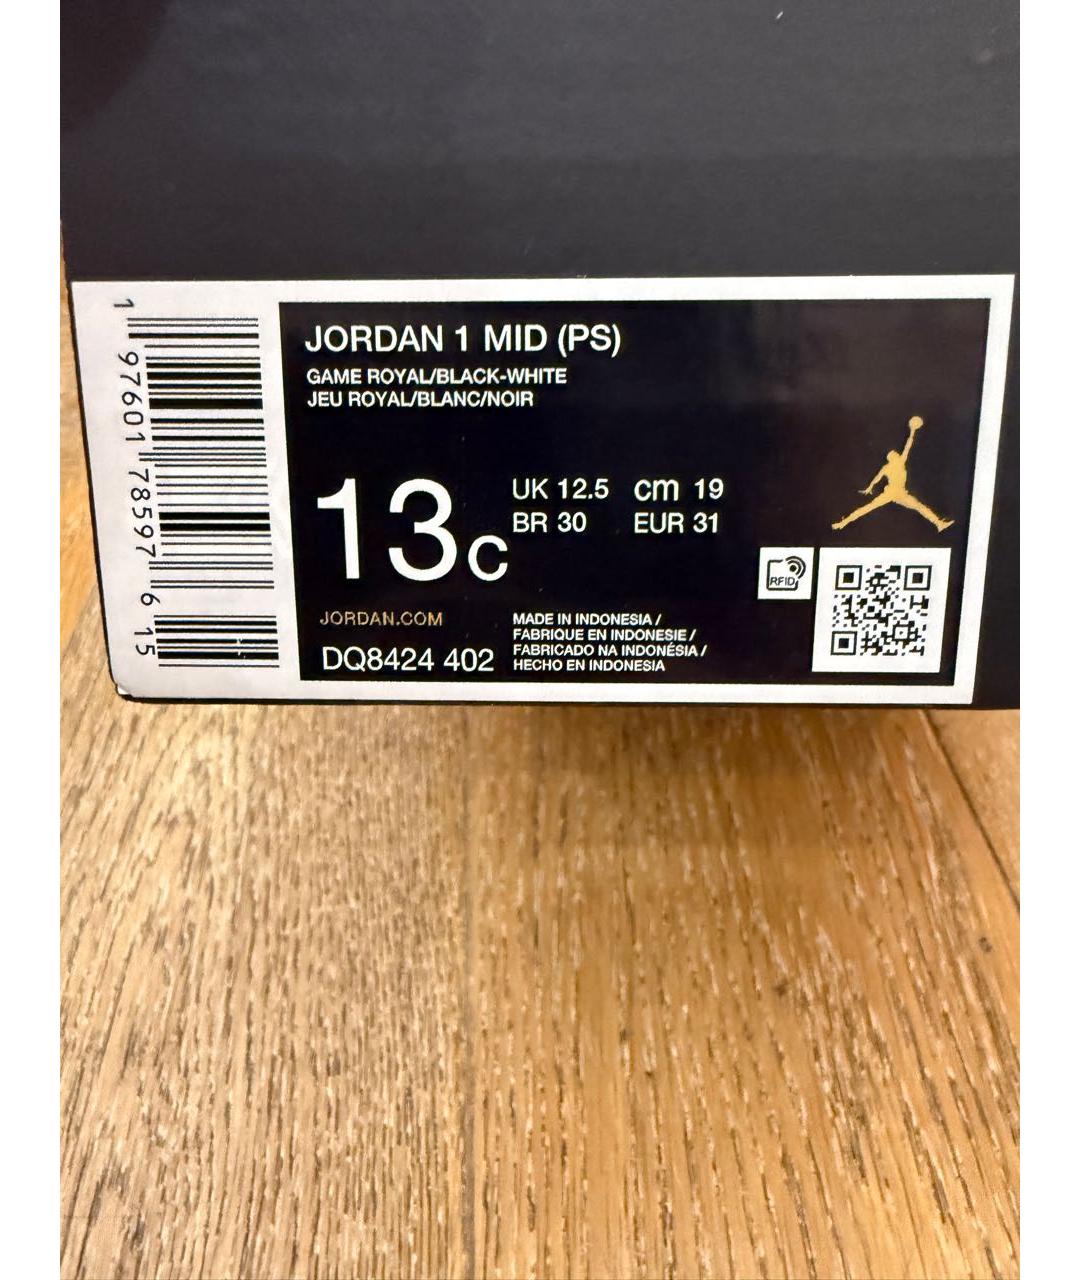 JORDAN 1 MID (PS)
GAME ROYAL/BLACK-WHITE
JEU ROYAL/BLANC/NOIR
13c
UK 12.5 cm 19
BR 30 EUR 31
RFID
JORDAN.COM
DQ8424 402
MADE IN INDONESIA /
FABRIQUE EN INDONESIE /
FABRICADO NA INDONÉSIA /
HECHO EN INDONESIA
1 97601 78597 6 15